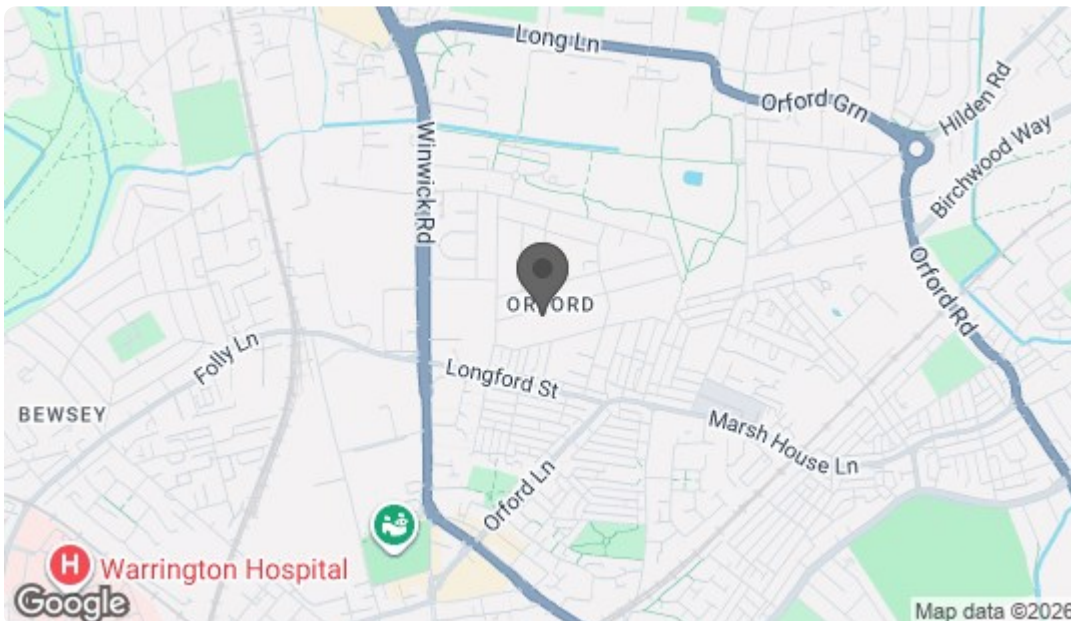 Long Ln
Orford Grn
Hilden Rd
Birchwood Way
Winwick Rd
Orford Rd
ORFORD
Folly Ln
Longford St
BEWSEY
Marsh House Ln
Orford Ln
H
Warrington Hospital
Google
Map data ©2026